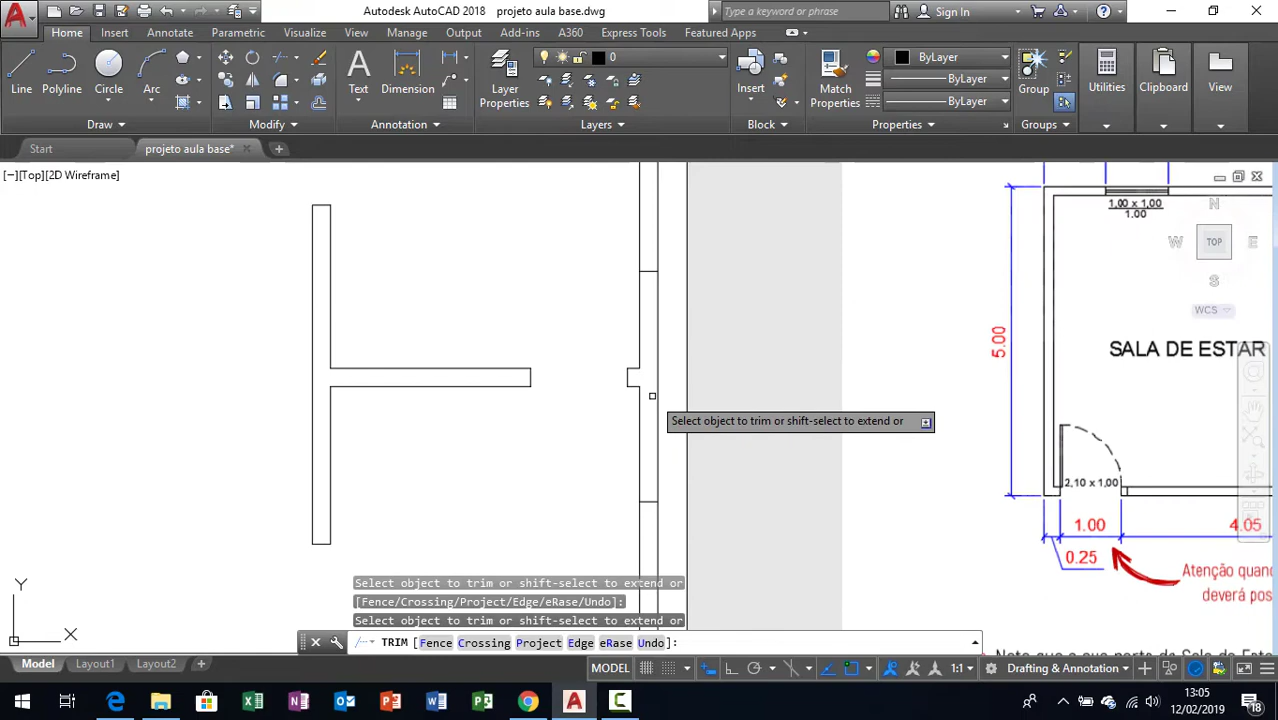 Autodesk AutoCAD 2018 projeto aula base.dwg
Type a keyword or phrase
Sign In
Home Insert Annotate Parametric Visualize View Manage Output Add-ins A360 Express Tools Featured Apps
Line Polyline Circle Arc
Text Dimension
Layer Properties
0
Insert
Match Properties
ByLayer
ByLayer
ByLayer
Group Utilities Clipboard View
Draw Modify Annotation Layers Block Properties Groups
Start projeto aula base*
[−][Top][2D Wireframe]
1,00 x 1,00
1.00
N
W TOP E
S
WCS
5.00
SALA DE ESTAR
Select object to trim or shift-select to extend or
2,10 x 1,00
1.00 4.05
0.25
Atenção quan
deverá pos
Select object to trim or shift-select to extend or
[Fence/Crossing/Project/Edge/eRase/Undo]:
Select object to trim or shift-select to extend or
TRIM [Fence Crossing Project Edge eRase Undo]:
Y
X
Model Layout1 Layout2
MODEL 1:1 Drafting & Annotation
13:05
12/02/2019
18